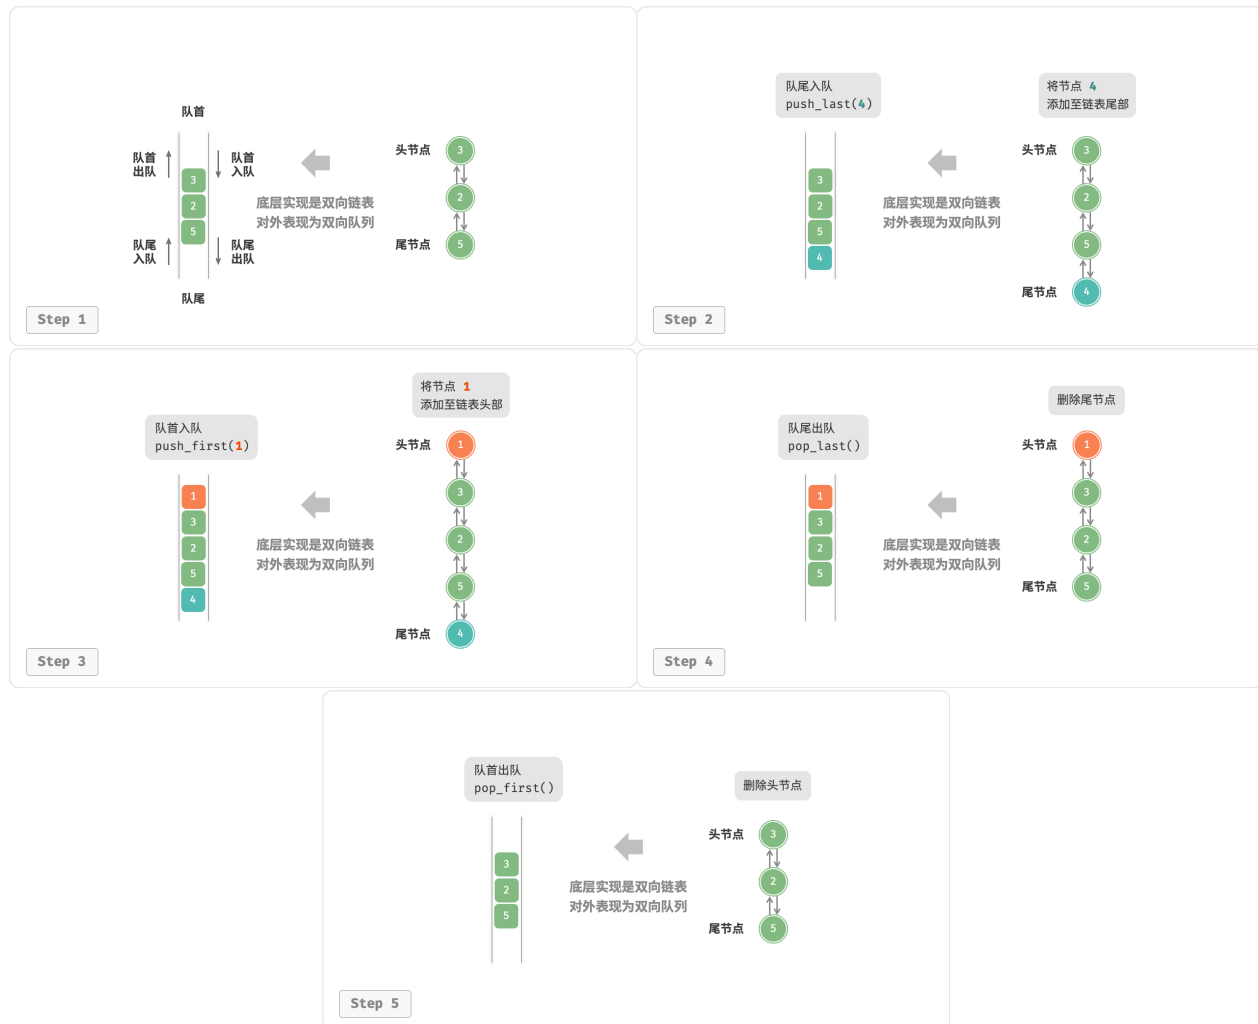 队首
队首
出队
队首
入队
3
2
5
队尾
入队
队尾
出队
队尾
底层实现是双向链表
对外表现为双向队列
头节点
3
2
尾节点
5
Step 1
队尾入队
push_last(4)
3
2
5
4
底层实现是双向链表
对外表现为双向队列
将节点 4
添加至链表尾部
头节点
3
2
5
尾节点
4
Step 2
队首入队
push_first(1)
1
3
2
5
4
底层实现是双向链表
对外表现为双向队列
将节点 1
添加至链表头部
头节点
1
3
2
5
尾节点
4
Step 3
队尾出队
pop_last()
1
3
2
5
底层实现是双向链表
对外表现为双向队列
删除尾节点
头节点
1
3
2
尾节点
5
Step 4
队首出队
pop_first()
3
2
5
底层实现是双向链表
对外表现为双向队列
删除头节点
头节点
3
2
尾节点
5
Step 5